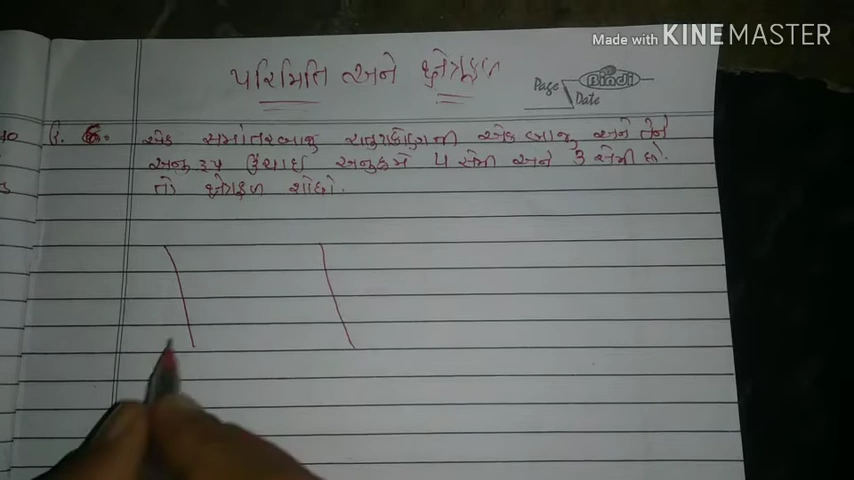 Made with KINEMASTER
પરિમિતિ અને ક્ષેત્રફળ
Page
Bindi
Date
ઉ. 6. એક સમાંતરબાજુ ચતુષ્કોણની એક બાજુ અને તેને
અનુરૂપ ઉંચાઈ અનુક્રમે 4 સેમી અને 3 સેમી છે.
તો ક્ષેત્રફળ શોધો.